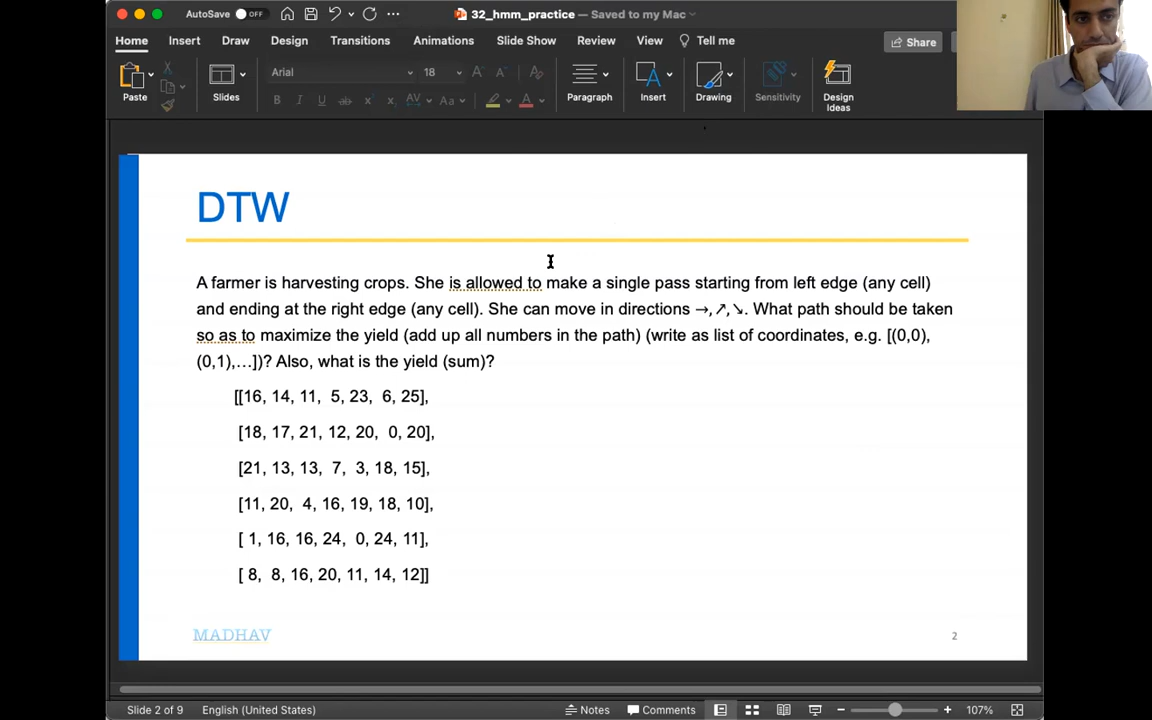 AutoSave OFF
32_hmm_practice — Saved to my Mac
Home Insert Draw Design Transitions Animations Slide Show Review View Tell me Share
Paste Slides Arial 18 Paragraph Insert Drawing Sensitivity Design Ideas
B I U ab x x AV Aa A
DTW
A farmer is harvesting crops. She is allowed to make a single pass starting from left edge (any cell)
and ending at the right edge (any cell). She can move in directions →,↗,↘. What path should be taken
so as to maximize the yield (add up all numbers in the path) (write as list of coordinates, e.g. [(0,0),
(0,1),…])? Also, what is the yield (sum)?
[[16, 14, 11, 5, 23, 6, 25],
[18, 17, 21, 12, 20, 0, 20],
[21, 13, 13, 7, 3, 18, 15],
[11, 20, 4, 16, 19, 18, 10],
[ 1, 16, 16, 24, 0, 24, 11],
[ 8, 8, 16, 20, 11, 14, 12]]
MADHAV
2
Slide 2 of 9 English (United States) Notes Comments 107%